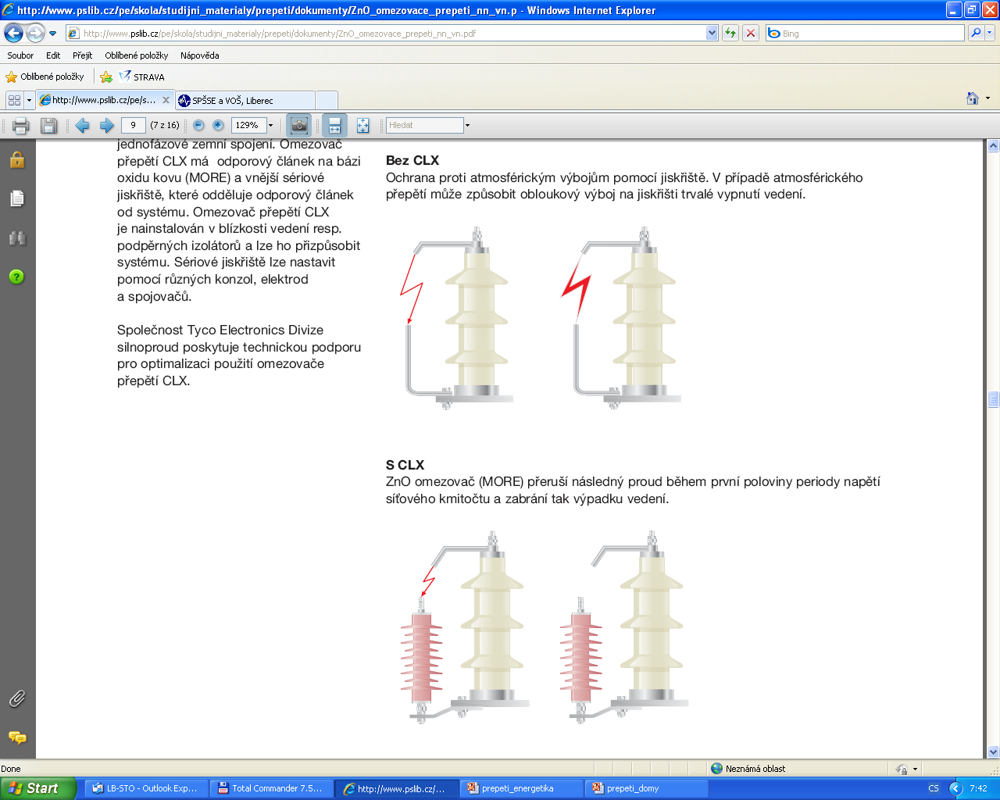 http://www.pslib.cz/pe/skola/studijni_materialy/prepeti/dokumenty/ZnO_omezovace_prepeti_nn_vn.p - Windows Internet Explorer
http://www.pslib.cz/pe/skola/studijni_materialy/prepeti/dokumenty/ZnO_omezovace_prepeti_nn_vn.pdf
Bing
Soubor Edit Přejít Oblíbené položky Nápověda
Oblíbené položky STRAVA
http://www.pslib.cz/pe/s... SPŠSE a VOŠ, Liberec
9 (7 z 16) 129% Hledat
jednofázové zemní spojení. Omezovač
přepětí CLX má odporový článek na bázi
oxidu kovu (MORE) a vnější sériové
jiskřiště, které odděluje odporový článek
od systému. Omezovač přepětí CLX
je nainstalován v blízkosti vedení resp.
podpěrných izolátorů a lze ho přizpůsobit
systému. Sériové jiskřiště lze nastavit
pomocí různých konzol, elektrod
a spojovačů.
Společnost Tyco Electronics Divize
silnoproud poskytuje technickou podporu
pro optimalizaci použití omezovače
přepětí CLX.
Bez CLX
Ochrana proti atmosférickým výbojům pomocí jiskřiště. V případě atmosférického
přepětí může způsobit obloukový výboj na jiskřišti trvalé vypnutí vedení.
S CLX
ZnO omezovač (MORE) přeruší následný proud během první poloviny periody napětí
síťového kmitočtu a zabrání tak výpadku vedení.
Done
Neznámá oblast
Start
LB-STO - Outlook Exp...
Total Commander 7.5...
http://www.pslib.cz/...
prepeti_energetika
prepeti_domy
CS
7:42